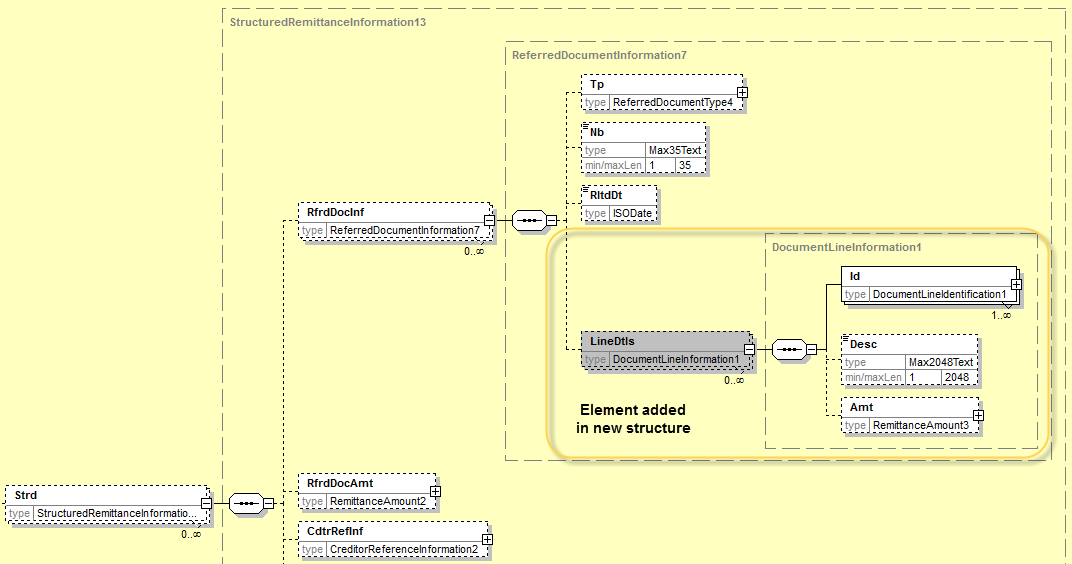 StructuredRemittanceInformation13
ReferredDocumentInformation7
Tp
type ReferredDocumentType4
Nb
type Max35Text
min/maxLen 1 35
RltdDt
type ISODate
RfrdDocInf
type ReferredDocumentInformation7
0..∞
DocumentLineInformation1
Id
type DocumentLineIdentification1
1..∞
LineDtls
type DocumentLineInformation1
0..∞
Desc
type Max2048Text
min/maxLen 1 2048
Amt
type RemittanceAmount3
Element added
in new structure
RfrdDocAmt
type RemittanceAmount2
Strd
type StructuredRemittanceInformatio...
0..∞
CdtrRefInf
type CreditorReferenceInformation2